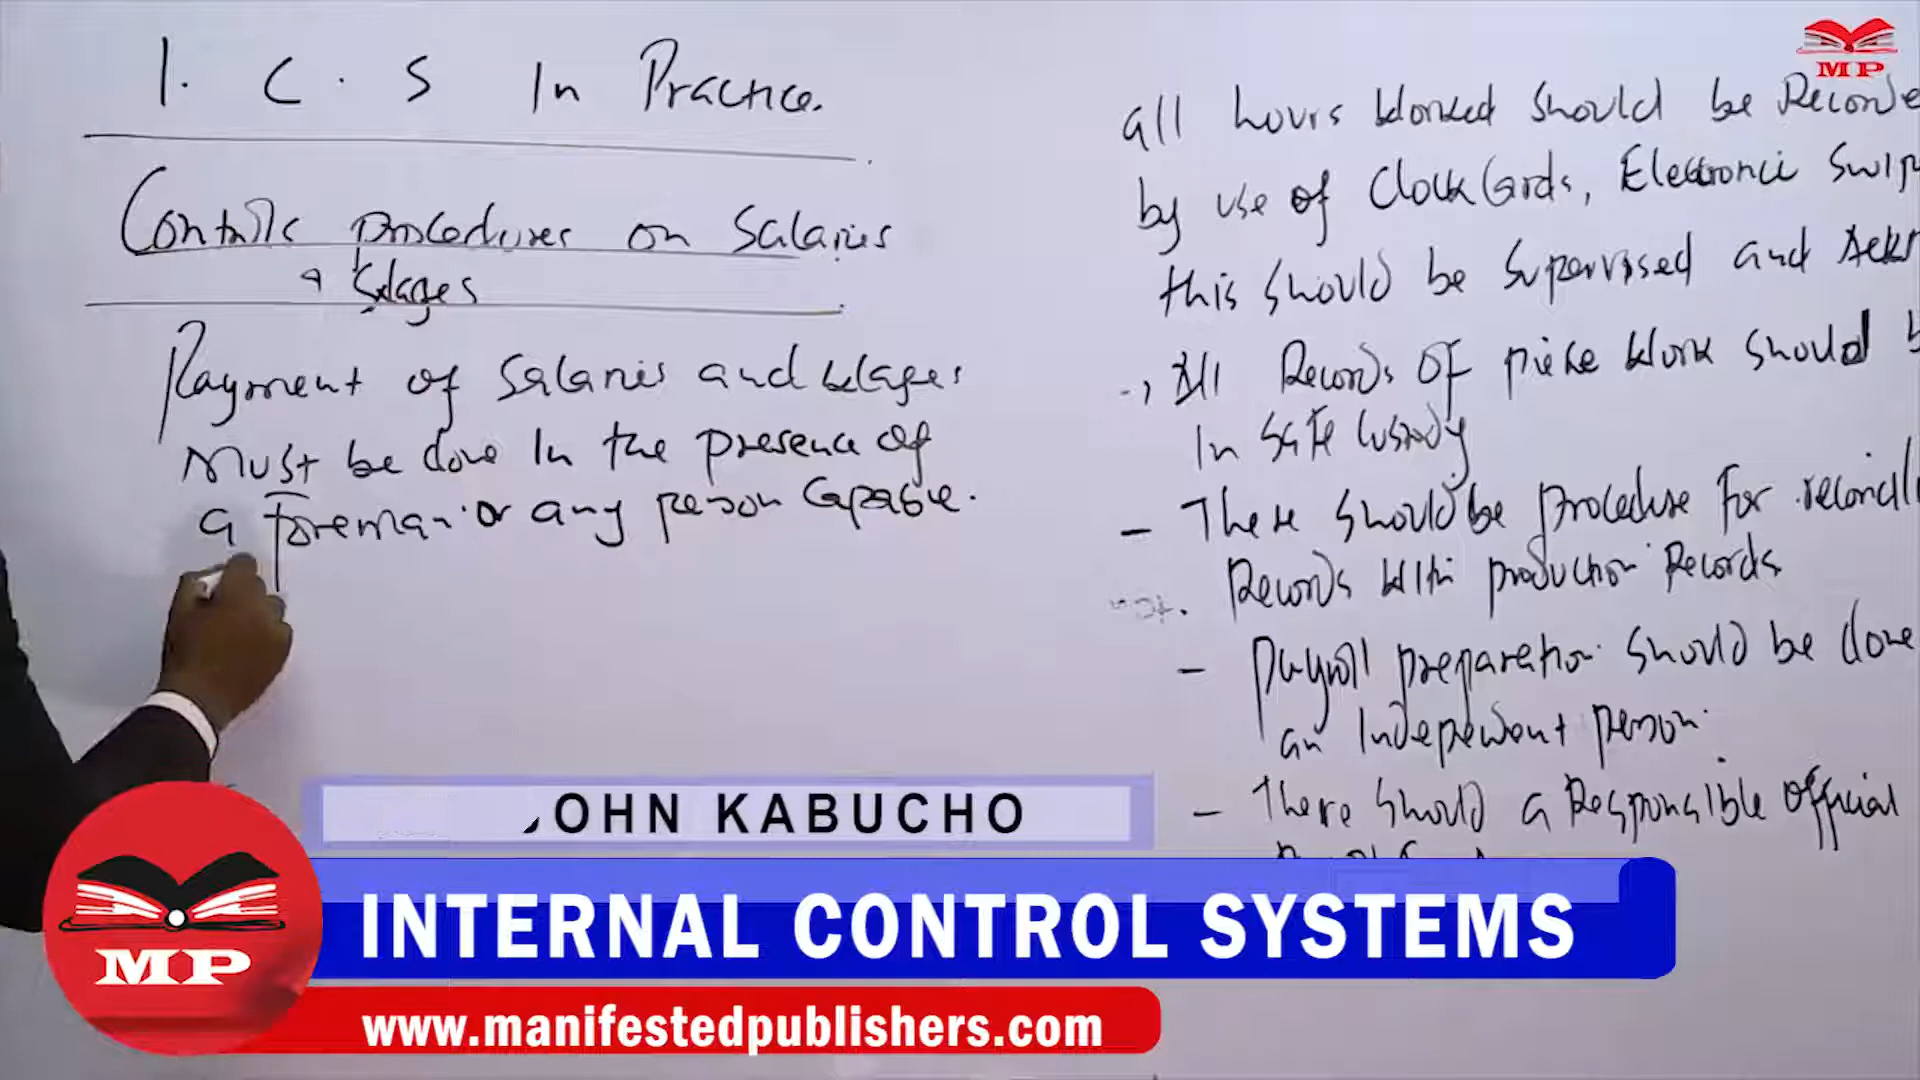 I. C. S In Practice.
Controls procedures on Salaries
& Wages
Payment of Salaries and Wages
Must be done In the presence of
a foreman or any person Capable.
MP
all hours Worked Should be Recorde
by use of Clock Cards, Electronic Swip
this should be Supervised and
All Records OF piece Work should b
In Safe Custody
- There should be procedure For reconcili
Records With production Records
- Payroll preparation should be done
an Independent person.
- There should a Responsible Official
OHN KABUCHO
INTERNAL CONTROL SYSTEMS
MP
www.manifestedpublishers.com